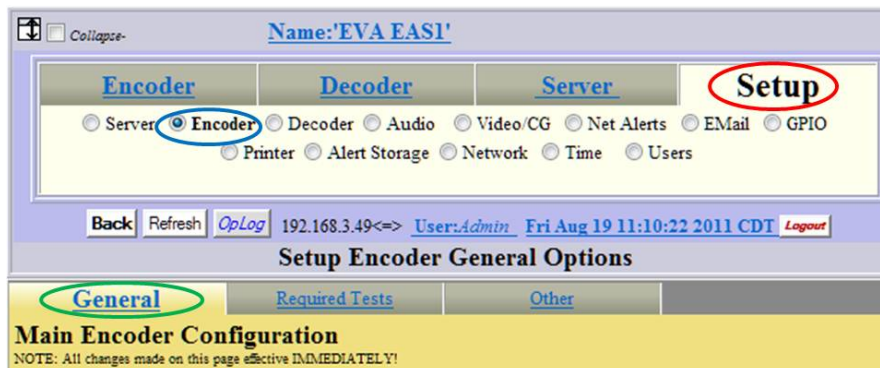 Collapse-
Name:'EVA EAS1'
Encoder Decoder Server Setup
Server Encoder Decoder Audio Video/CG Net Alerts EMail GPIO
Printer Alert Storage Network Time Users
Back Refresh OpLog 192.168.3.49<=> User:Admin Fri Aug 19 11:10:22 2011 CDT Logout
Setup Encoder General Options
General Required Tests Other
Main Encoder Configuration
NOTE: All changes made on this page effective IMMEDIATELY!